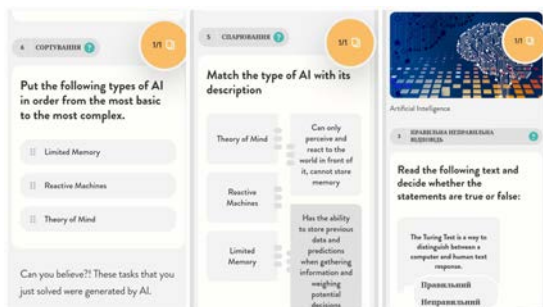 6 СОРТУВАННЯ ?
1/1
Put the following types of AI
in order from the most basic
to the most complex.
Limited Memory
Reactive Machines
Theory of Mind
Can you believe?! These tasks that you
just solved were generated by AI.
5 СПАРЮВАННЯ ?
1/1
Match the type of AI with its
description
Theory of Mind
Can only
perceive and
react to the
world in front of
it, cannot store
memory
Reactive
Machines
Limited
Memory
Has the ability
to store previous
data and
predictions
when gathering
information and
weighing
potential
decisions
1/1
Artificial Intelligence
3 ПРАВИЛЬНА НЕПРАВИЛЬНА
ВІДПОВІДЬ
?
Read the following text and
decide whether the
statements are true or false:
The Turing Test is a way to
distinguish between a
computer and human text
response.
Правильний
Неправильний